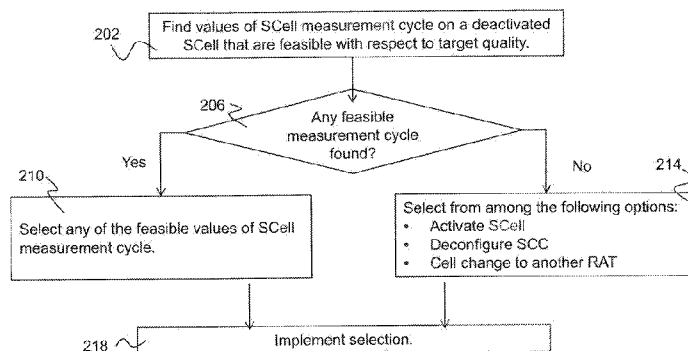 Find values of SCell measurement cycle on a deactivated
SCell that are feasible with respect to target quality.
202
206
Any feasible
measurement cycle
found?
Yes
No
210
214
Select any of the feasible values of SCell
measurement cycle.
Select from among the following options:
• Activate SCell
• Deconfigure SCC
• Cell change to another RAT
Implement selection.
218